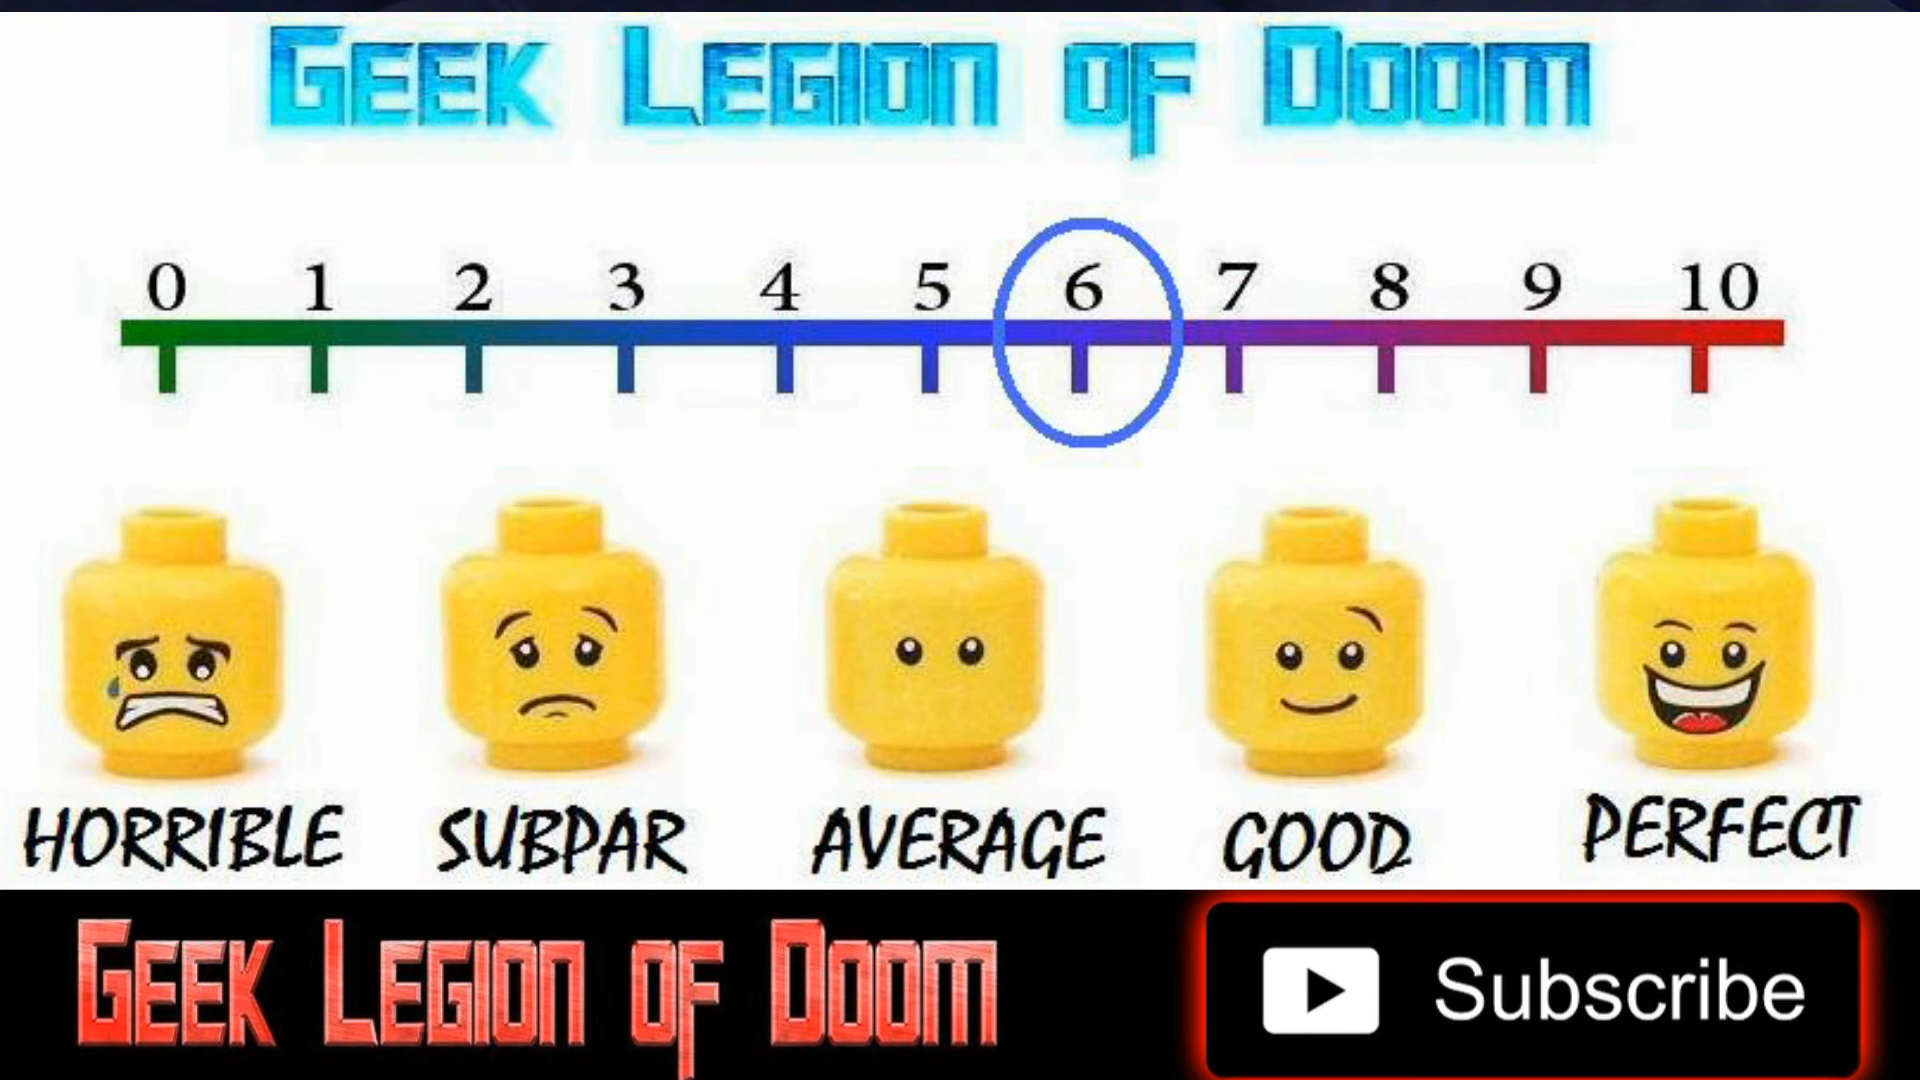 GEEK LEGION OF DOOM
0 1 2 3 4 5 6 7 8 9 10
HORRIBLE SUBPAR AVERAGE GOOD PERFECT
GEEK LEGION OF DOOM
Subscribe